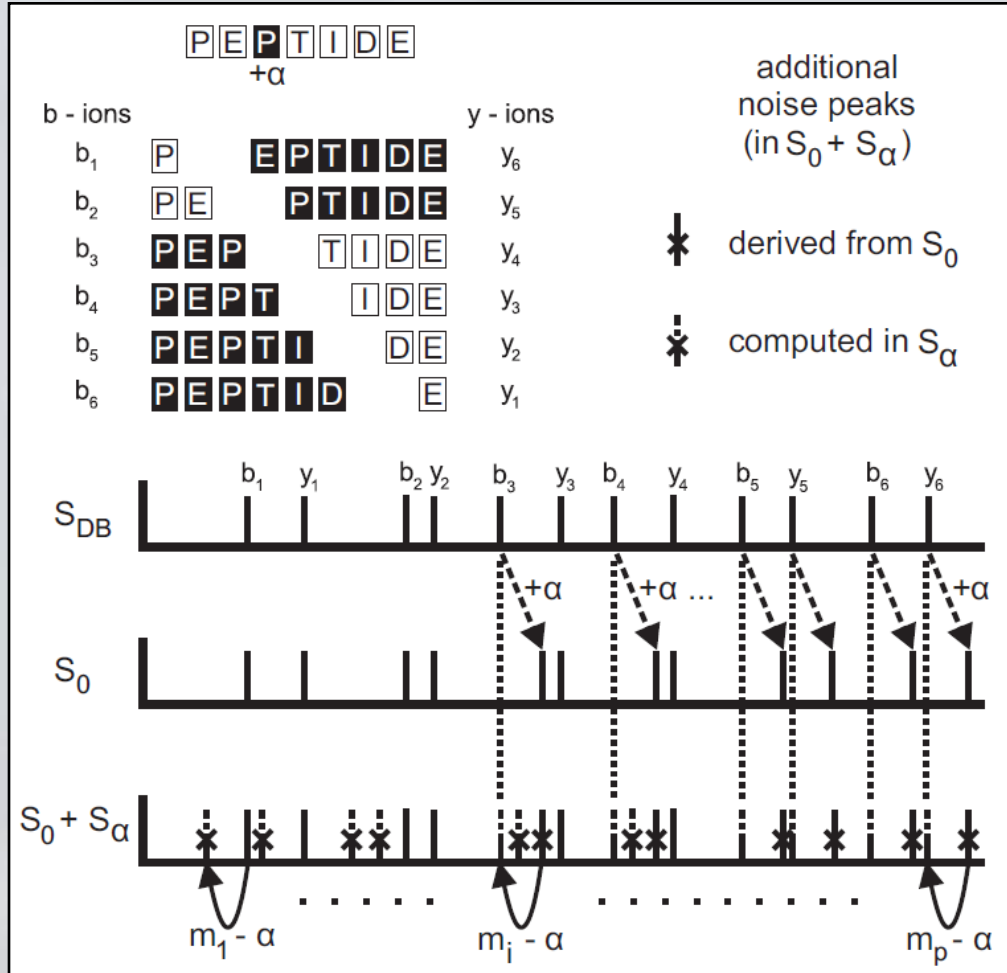 PEPTIDE
+α
b - ions
y - ions
b₁ P EPTIDE y₆
b₂ PE PTIDE y₅
b₃ PEP TIDE y₄
b₄ PEPT IDE y₃
b₅ PEPTI DE y₂
b₆ PEPTID E y₁
additional
noise peaks
(in S₀ + Sα)
derived from S₀
computed in Sα
b₁ y₁ b₂ y₂ b₃ y₃ b₄ y₄ b₅ y₅ b₆ y₆
S_DB
+α +α ... +α
S₀
S₀ + Sα
. . . . . . . . . . . . . .
m₁ - α mᵢ - α mₚ - α